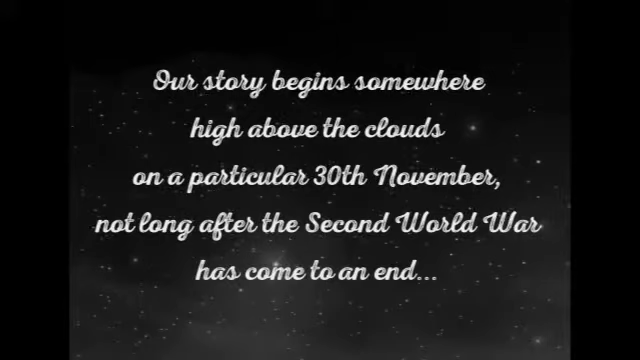 Our story begins somewhere
high above the clouds
on a particular 30th November,
not long after the Second World War
has come to an end...